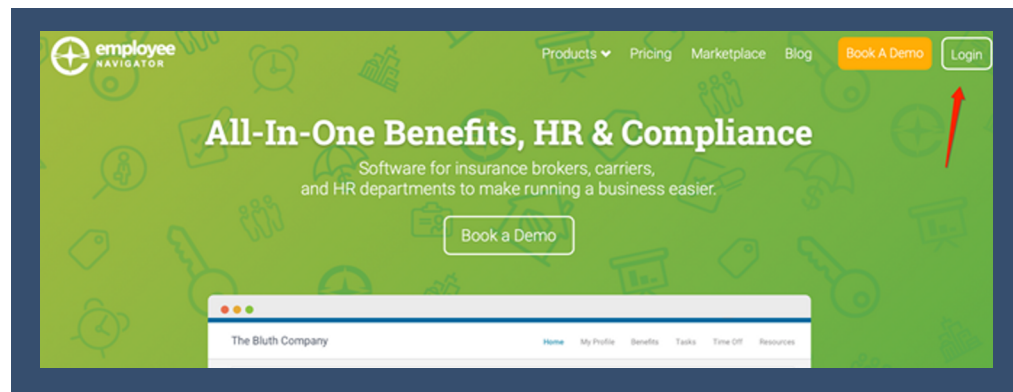 employee
NAVIGATOR
Products Pricing Marketplace Blog Book A Demo Login
All-In-One Benefits, HR & Compliance
Software for insurance brokers, carriers,
and HR departments to make running a business easier.
Book a Demo
The Bluth Company Home My Profile Benefits Tasks Time Off Resources